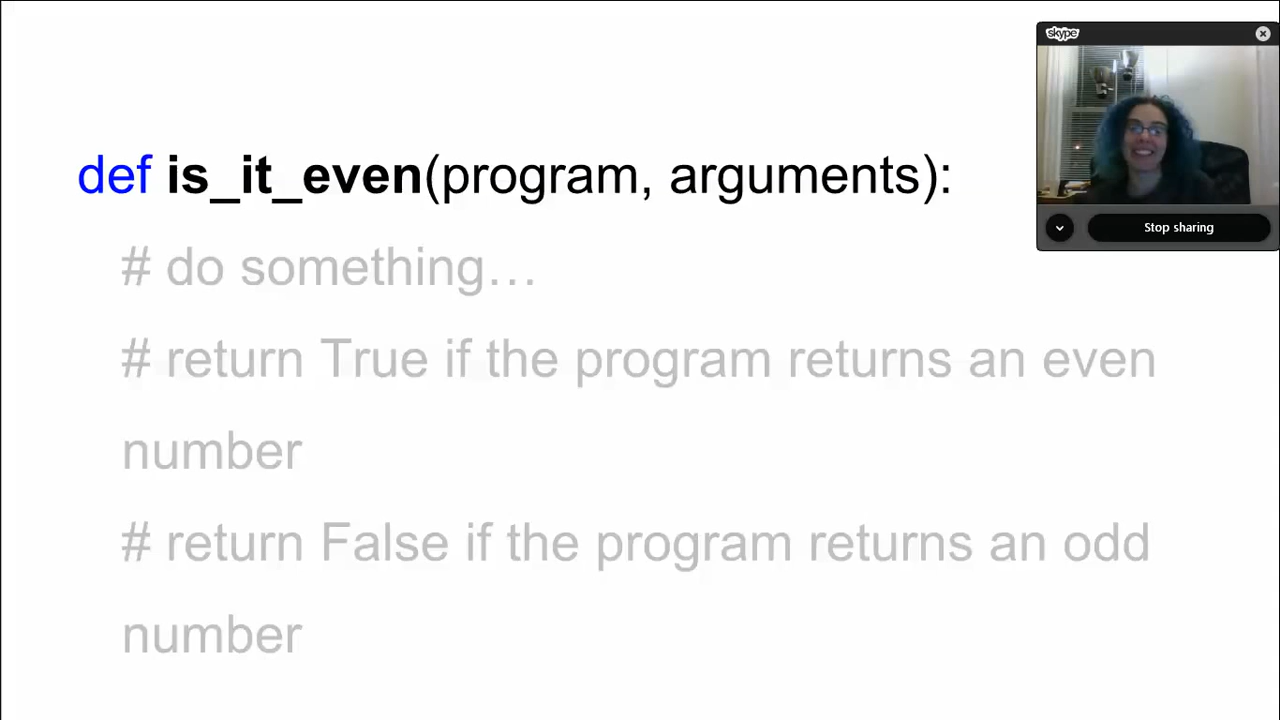 skype
def is_it_even(program, arguments):
Stop sharing
# do something…
# return True if the program returns an even
number
# return False if the program returns an odd
number